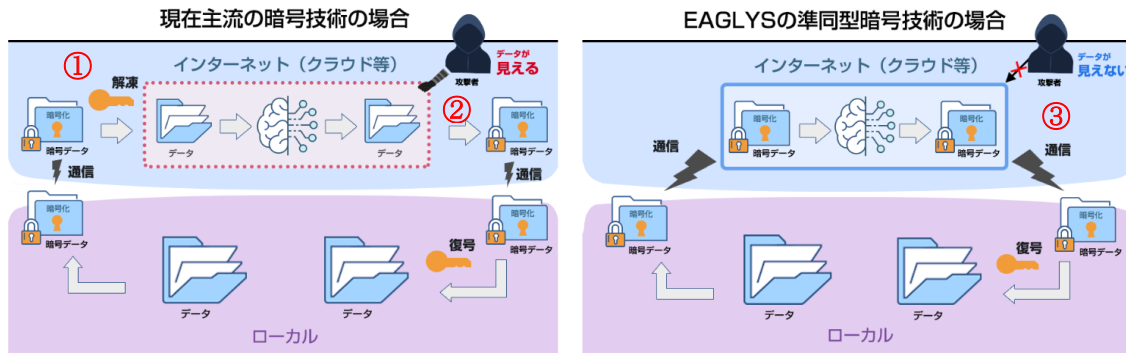 現在主流の暗号技術の場合
①
解凍
インターネット（クラウド等）
攻撃者
データが
見える
②
暗号化
暗号データ
データ
データ
暗号化
暗号データ
通信
通信
暗号化
暗号データ
暗号化
暗号データ
復号
データ
データ
ローカル
EAGLYSの準同型暗号技術の場合
インターネット（クラウド等）
攻撃者
データが
見えない
③
暗号化
暗号データ
暗号化
暗号データ
通信
通信
暗号化
暗号データ
暗号化
暗号データ
復号
データ
データ
ローカル